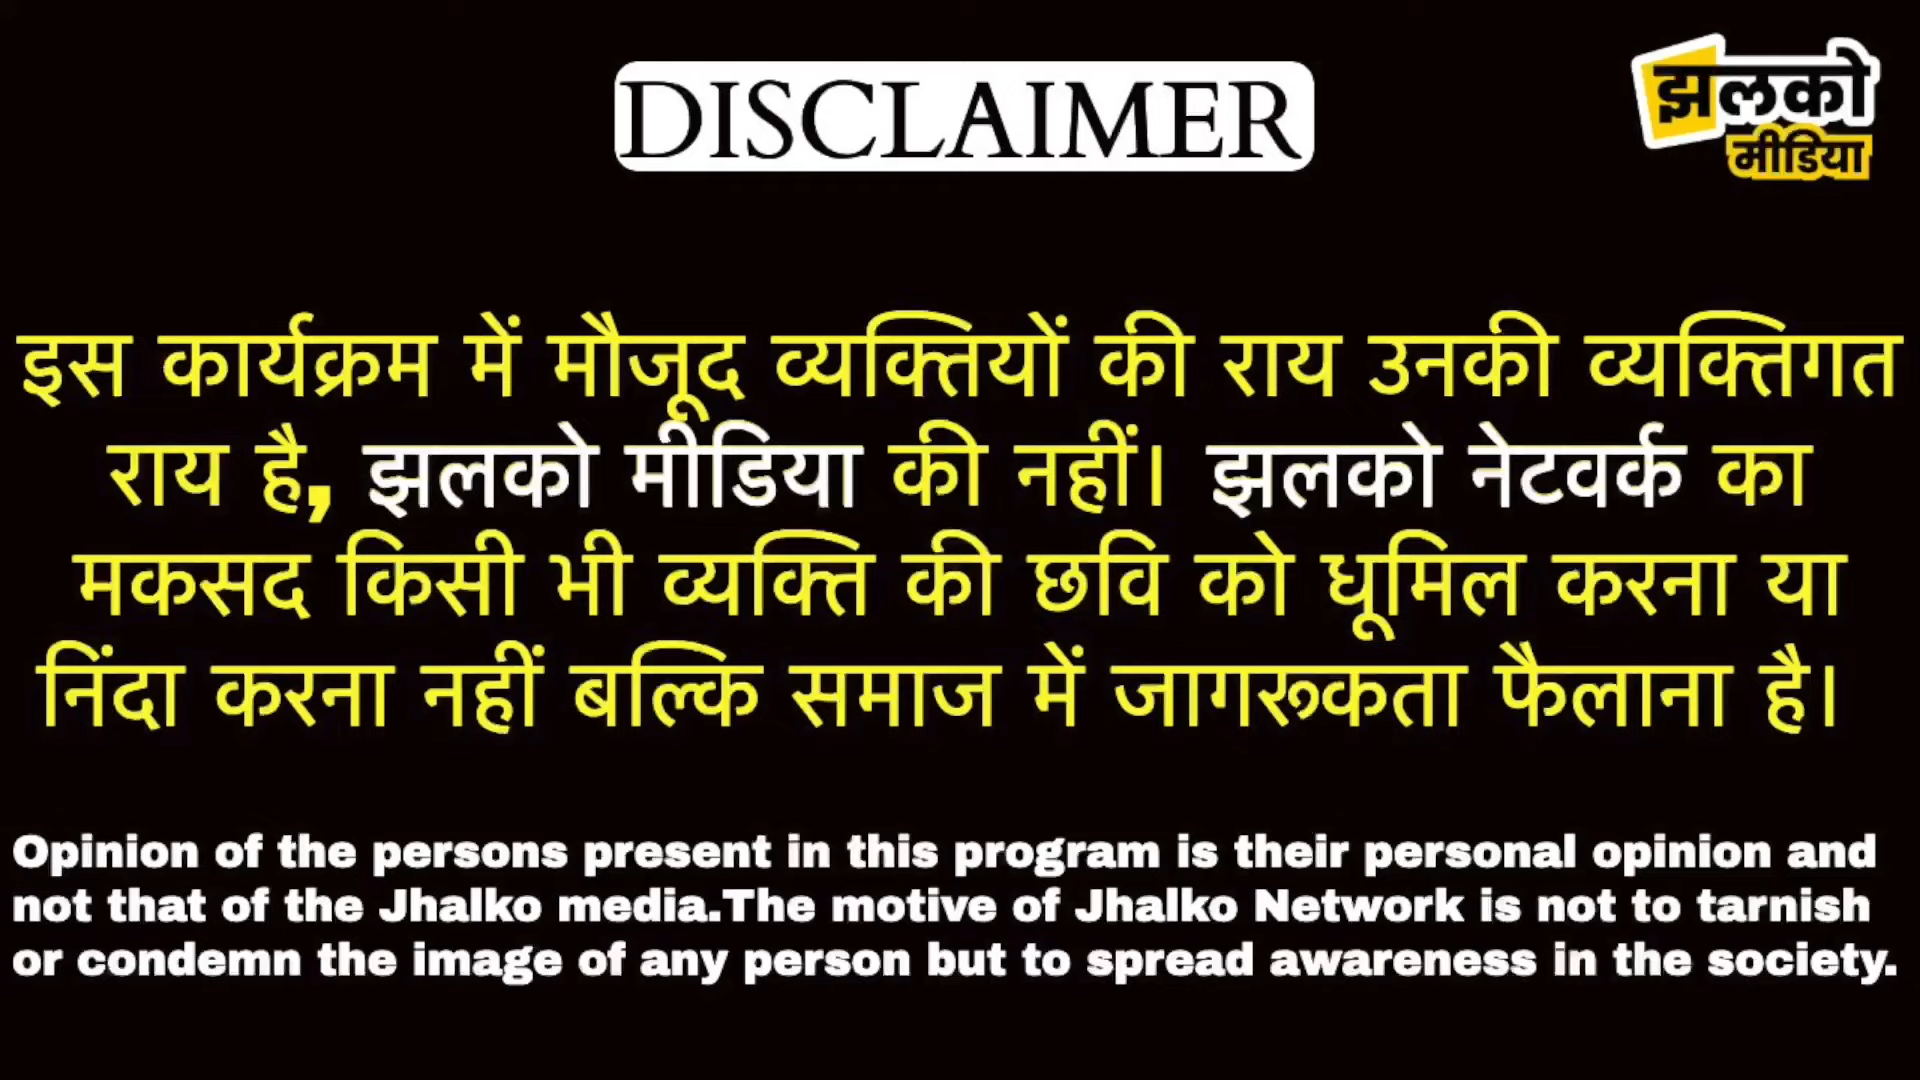 DISCLAIMER
झलको
मीडिया
इस कार्यक्रम में मौजूद व्यक्तियों की राय उनकी व्यक्तिगत
राय है, झलको मीडिया की नहीं। झलको नेटवर्क का
मकसद किसी भी व्यक्ति की छवि को धूमिल करना या
निंदा करना नहीं बल्कि समाज में जागरूकता फैलाना है।
Opinion of the persons present in this program is their personal opinion and
not that of the Jhalko media.The motive of Jhalko Network is not to tarnish
or condemn the image of any person but to spread awareness in the society.